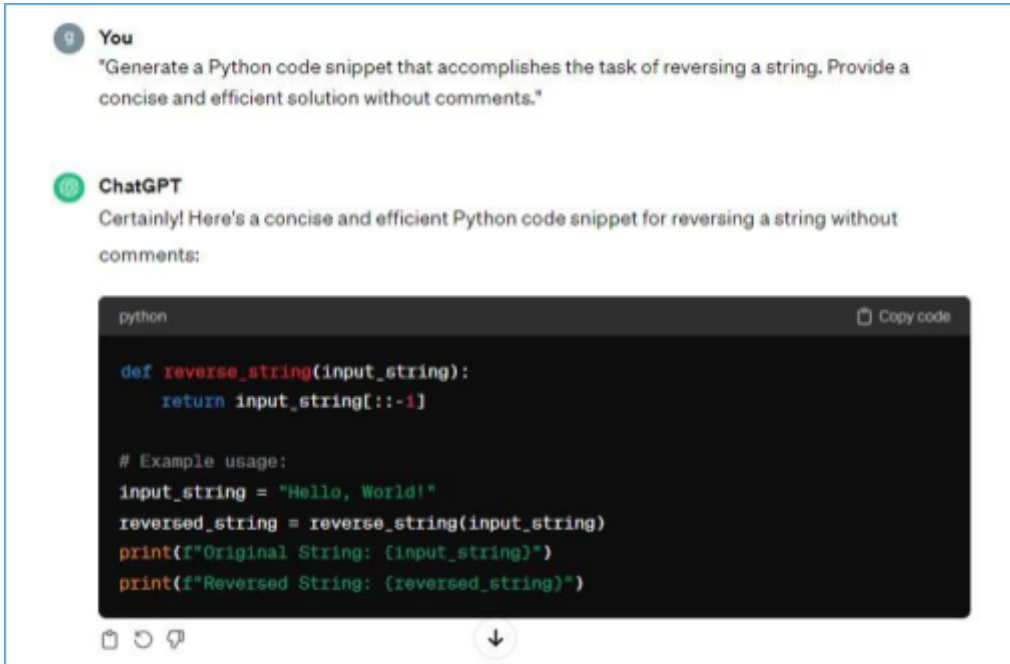 g
You
"Generate a Python code snippet that accomplishes the task of reversing a string. Provide a
concise and efficient solution without comments."
ChatGPT
Certainly! Here's a concise and efficient Python code snippet for reversing a string without
comments:
python
Copy code
def reverse_string(input_string):
    return input_string[::-1]
# Example usage:
input_string = "Hello, World!"
reversed_string = reverse_string(input_string)
print(f"Original String: {input_string}")
print(f"Reversed String: {reversed_string}")